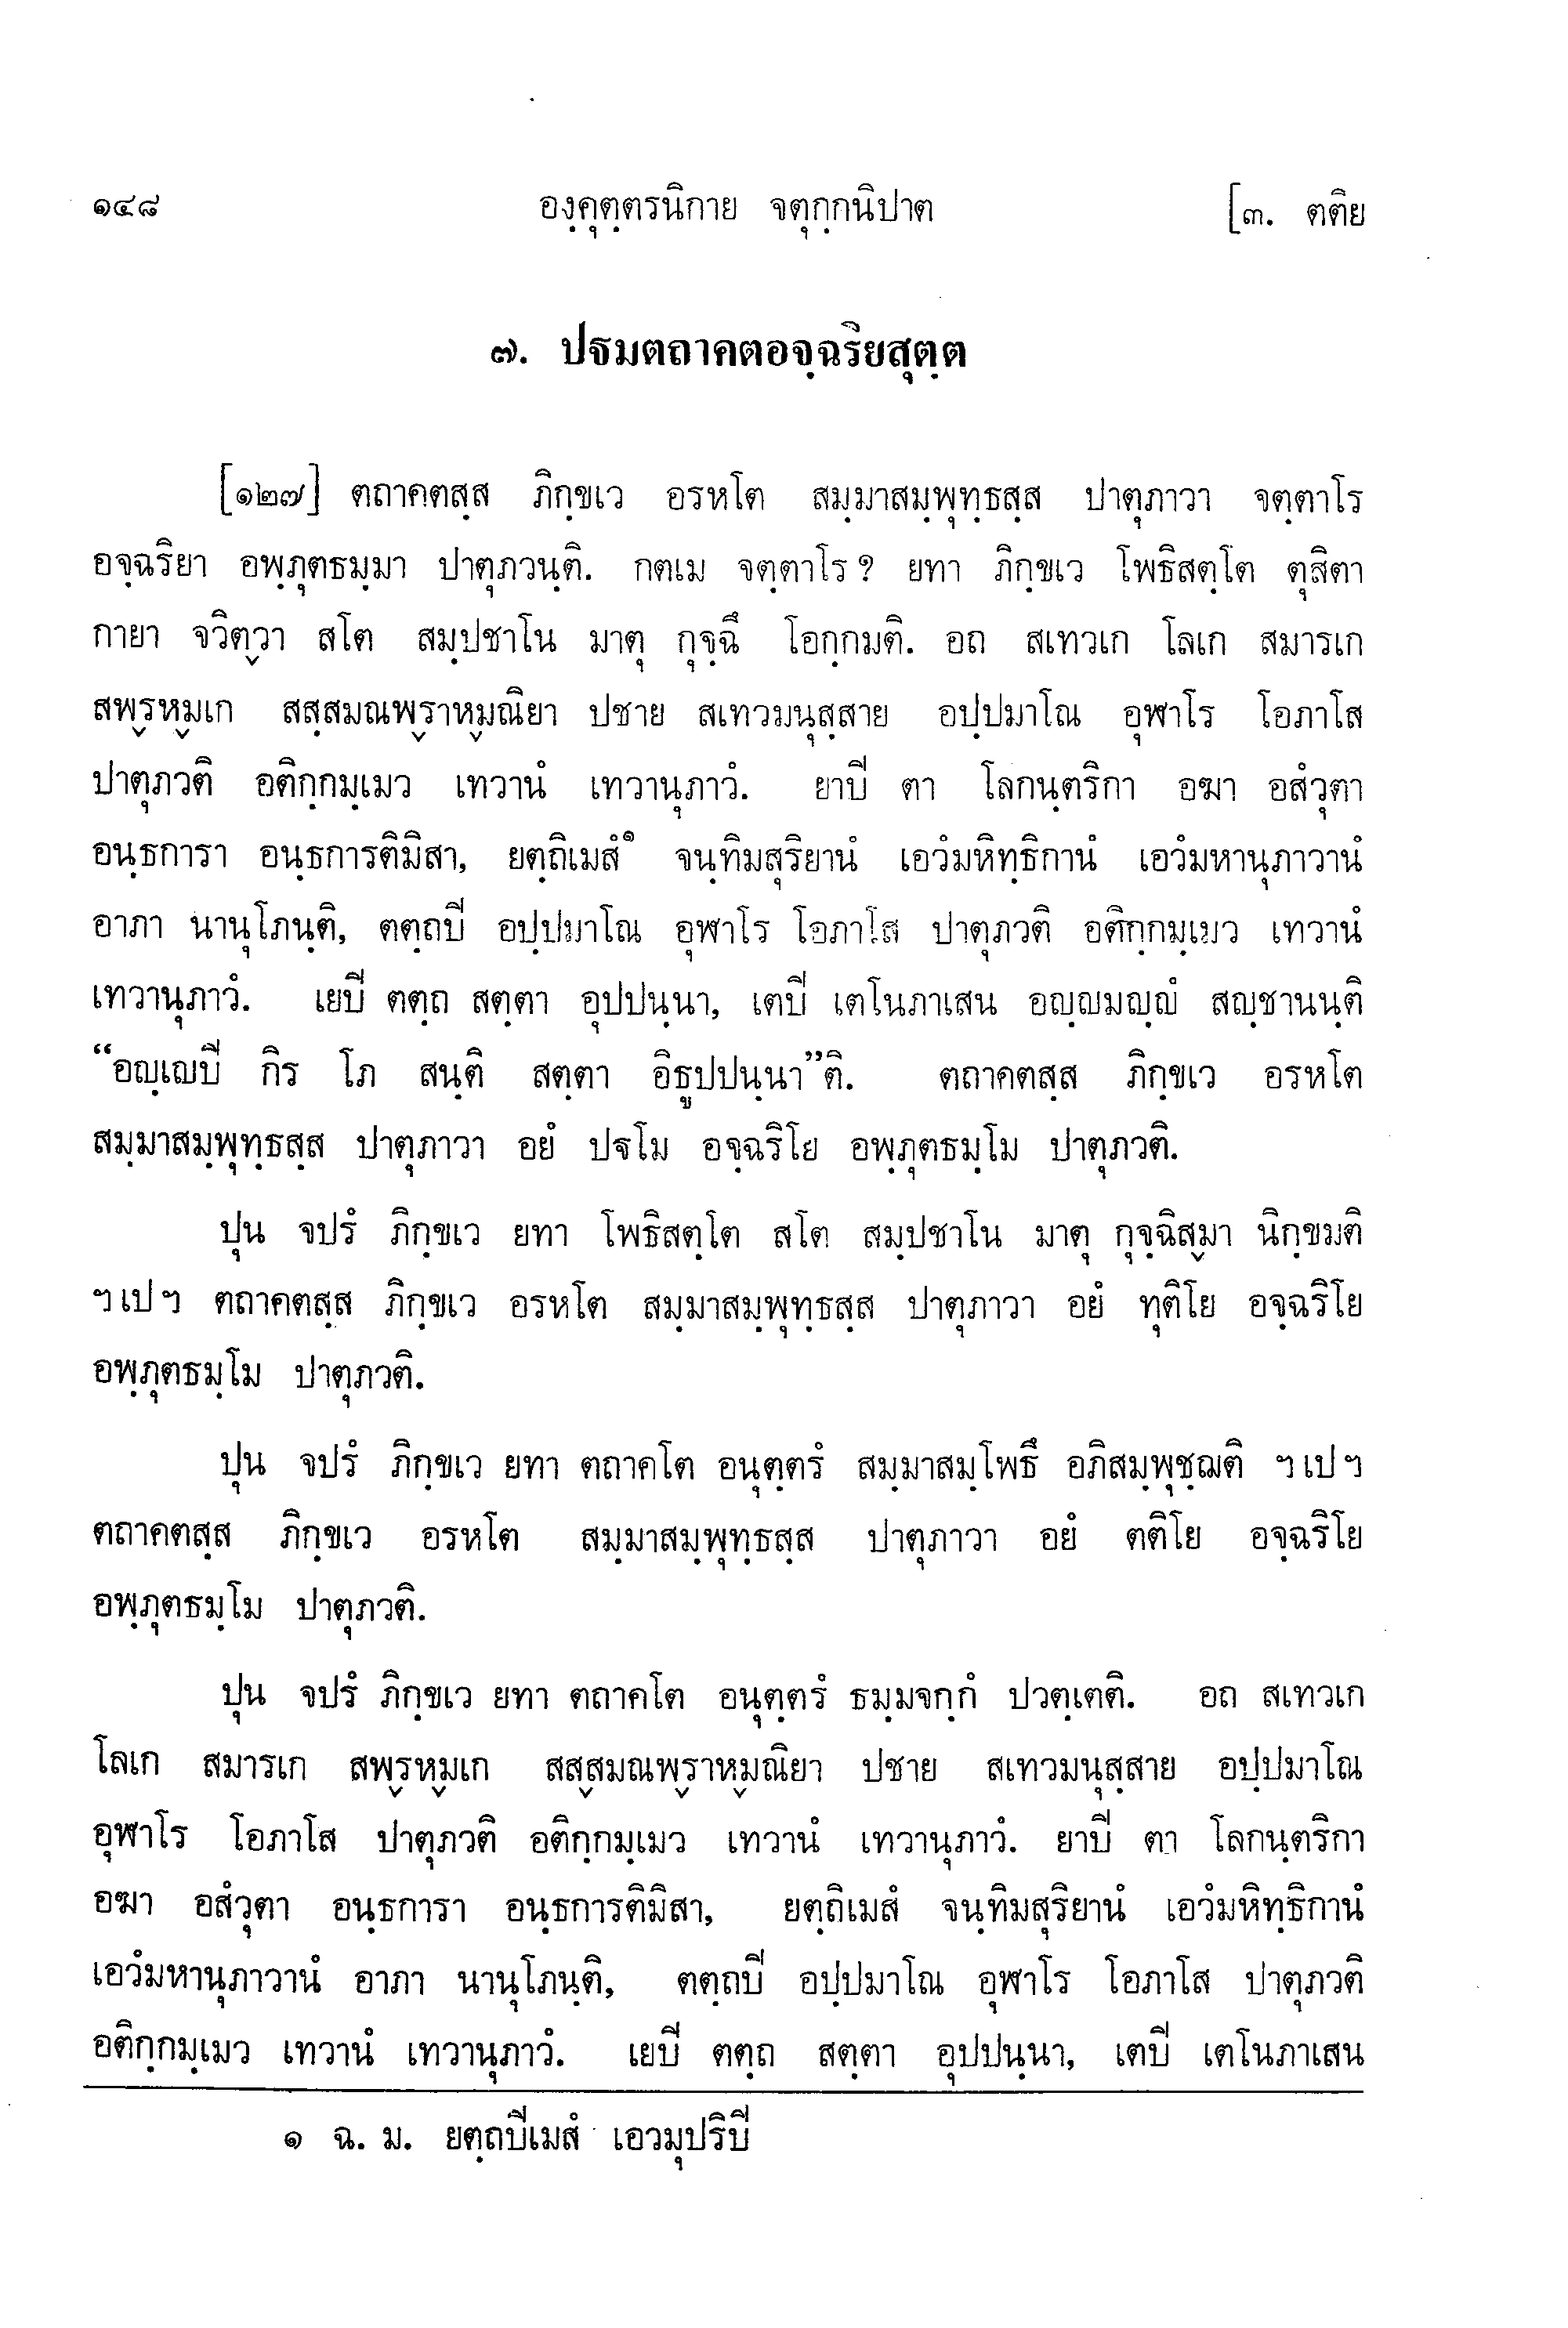 ๑๔๘ องฺคุตฺตรนิกาย จตุกฺกนิปาต [๓. ตติย
๗. ปฐมตถาคตอจฺฉริยสุตฺต
[๑๒๗] ตถาคตสฺส ภิกฺขเว อรหโต สมฺมาสมฺพุทฺธสฺส ปาตุภาวา จตฺตาโร
อจฺฉริยา อพฺภุตธมฺมา ปาตุภวนฺติ. กตเม จตฺตาโร ? ยทา ภิกฺขเว โพธิสตฺโต ตุสิตา
กายา จวิตฺวา สโต สมฺปชาโน มาตุ กุจฺฉึ โอกฺกมติ. อถ สเทวเก โลเก สมารเก
สพฺรหฺมเก สสฺสมณพฺราหฺมณิยา ปชาย สเทวมนุสฺสาย อปฺปมาโณ อุฬาโร โอภาโส
ปาตุภวติ อติกฺกมฺเมว เทวานํ เทวานุภาวํ. ยาปิ ตา โลกนฺตริกา อฆา อสํวุตา
อนฺธการา อนฺธการติมิสา, ยตฺถิเมสํ๑ จนฺทิมสุริยานํ เอวํมหิทฺธิกานํ เอวํมหานุภาวานํ
อาภา นานุโภนฺติ, ตตฺถปิ อปฺปมาโณ อุฬาโร โอภาโส ปาตุภวติ อติกฺกมฺเมว เทวานํ
เทวานุภาวํ. เยปิ ตตฺถ สตฺตา อุปปนฺนา, เตปิ เตโนภาเสน อญฺญมญฺญํ สญฺชานนฺติ
“อญฺเญปิ กิร โภ สนฺติ สตฺตา อิธูปปนฺนา”ติ. ตถาคตสฺส ภิกฺขเว อรหโต
สมฺมาสมฺพุทฺธสฺส ปาตุภาวา อยํ ปฐโม อจฺฉริโย อพฺภุตธมฺโม ปาตุภวติ.
ปุน จปรํ ภิกฺขเว ยทา โพธิสตฺโต สโต สมฺปชาโน มาตุ กุจฺฉิสฺมา นิกฺขมติ
ฯเปฯ ตถาคตสฺส ภิกฺขเว อรหโต สมฺมาสมฺพุทฺธสฺส ปาตุภาวา อยํ ทุติโย อจฺฉริโย
อพฺภุตธมฺโม ปาตุภวติ.
ปุน จปรํ ภิกฺขเว ยทา ตถาคโต อนุตฺตรํ สมฺมาสมฺโพธึ อภิสมฺพุชฺฌติ ฯเปฯ
ตถาคตสฺส ภิกฺขเว อรหโต สมฺมาสมฺพุทฺธสฺส ปาตุภาวา อยํ ตติโย อจฺฉริโย
อพฺภุตธมฺโม ปาตุภวติ.
ปุน จปรํ ภิกฺขเว ยทา ตถาคโต อนุตฺตรํ ธมฺมจกฺกํ ปวตฺเตติ. อถ สเทวเก
โลเก สมารเก สพฺรหฺมเก สสฺสมณพฺราหฺมณิยา ปชาย สเทวมนุสฺสาย อปฺปมาโณ
อุฬาโร โอภาโส ปาตุภวติ อติกฺกมฺเมว เทวานํ เทวานุภาวํ. ยาปิ ตา โลกนฺตริกา
อฆา อสํวุตา อนฺธการา อนฺธการติมิสา, ยตฺถิเมสํ จนฺทิมสุริยานํ เอวํมหิทฺธิกานํ
เอวํมหานุภาวานํ อาภา นานุโภนฺติ, ตตฺถปิ อปฺปมาโณ อุฬาโร โอภาโส ปาตุภวติ
อติกฺกมฺเมว เทวานํ เทวานุภาวํ. เยปิ ตตฺถ สตฺตา อุปปนฺนา, เตปิ เตโนภาเสน
๑ ฉ. ม. ยตฺถปิเมสํ เอวมุปริปิ